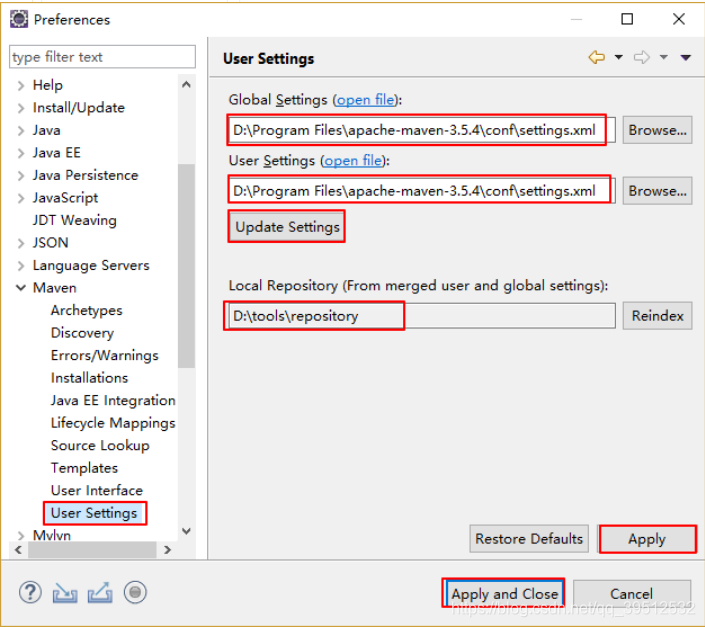 Preferences
type filter text
Help
Install/Update
Java
Java EE
Java Persistence
JavaScript
JDT Weaving
JSON
Language Servers
Maven
Archetypes
Discovery
Errors/Warnings
Installations
Java EE Integration
Lifecycle Mappings
Source Lookup
Templates
User Interface
User Settings
Mylyn
User Settings
Global Settings (open file):
D:\Program Files\apache-maven-3.5.4\conf\settings.xml
Browse...
User Settings (open file):
D:\Program Files\apache-maven-3.5.4\conf\settings.xml
Browse...
Update Settings
Local Repository (From merged user and global settings):
D:\tools\repository
Reindex
Restore Defaults
Apply
Apply and Close
Cancel
https://blog.csdn.net/qq_39512532